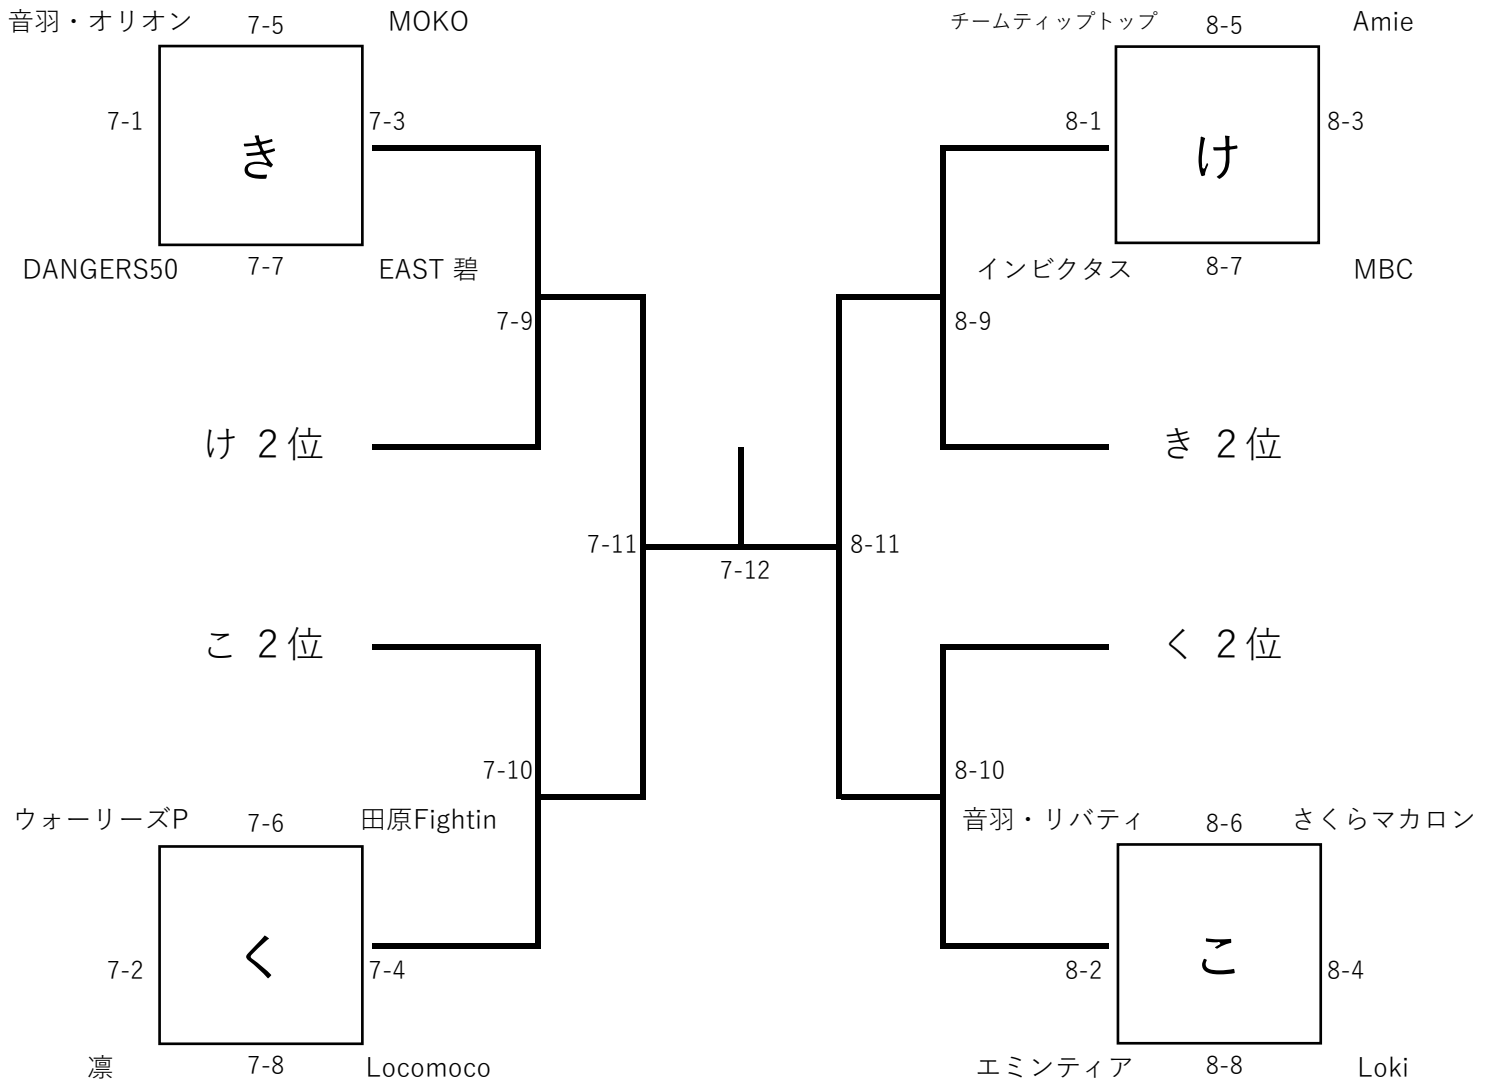 音羽・オリオン 7-5 MOKO
7-1 き 7-3
DANGERS50 7-7 EAST 碧
チームティップトップ 8-5 Amie
8-1 け 8-3
インビクタス 8-7 MBC
7-9
8-9
け 2位
き 2位
7-11
7-12
8-11
こ 2位
く 2位
7-10
8-10
ウォーリーズP 7-6 田原Fightin
7-2 く 7-4
凛 7-8 Locomoco
音羽・リバティ 8-6 さくらマカロン
8-2 こ 8-4
エミンティア 8-8 Loki